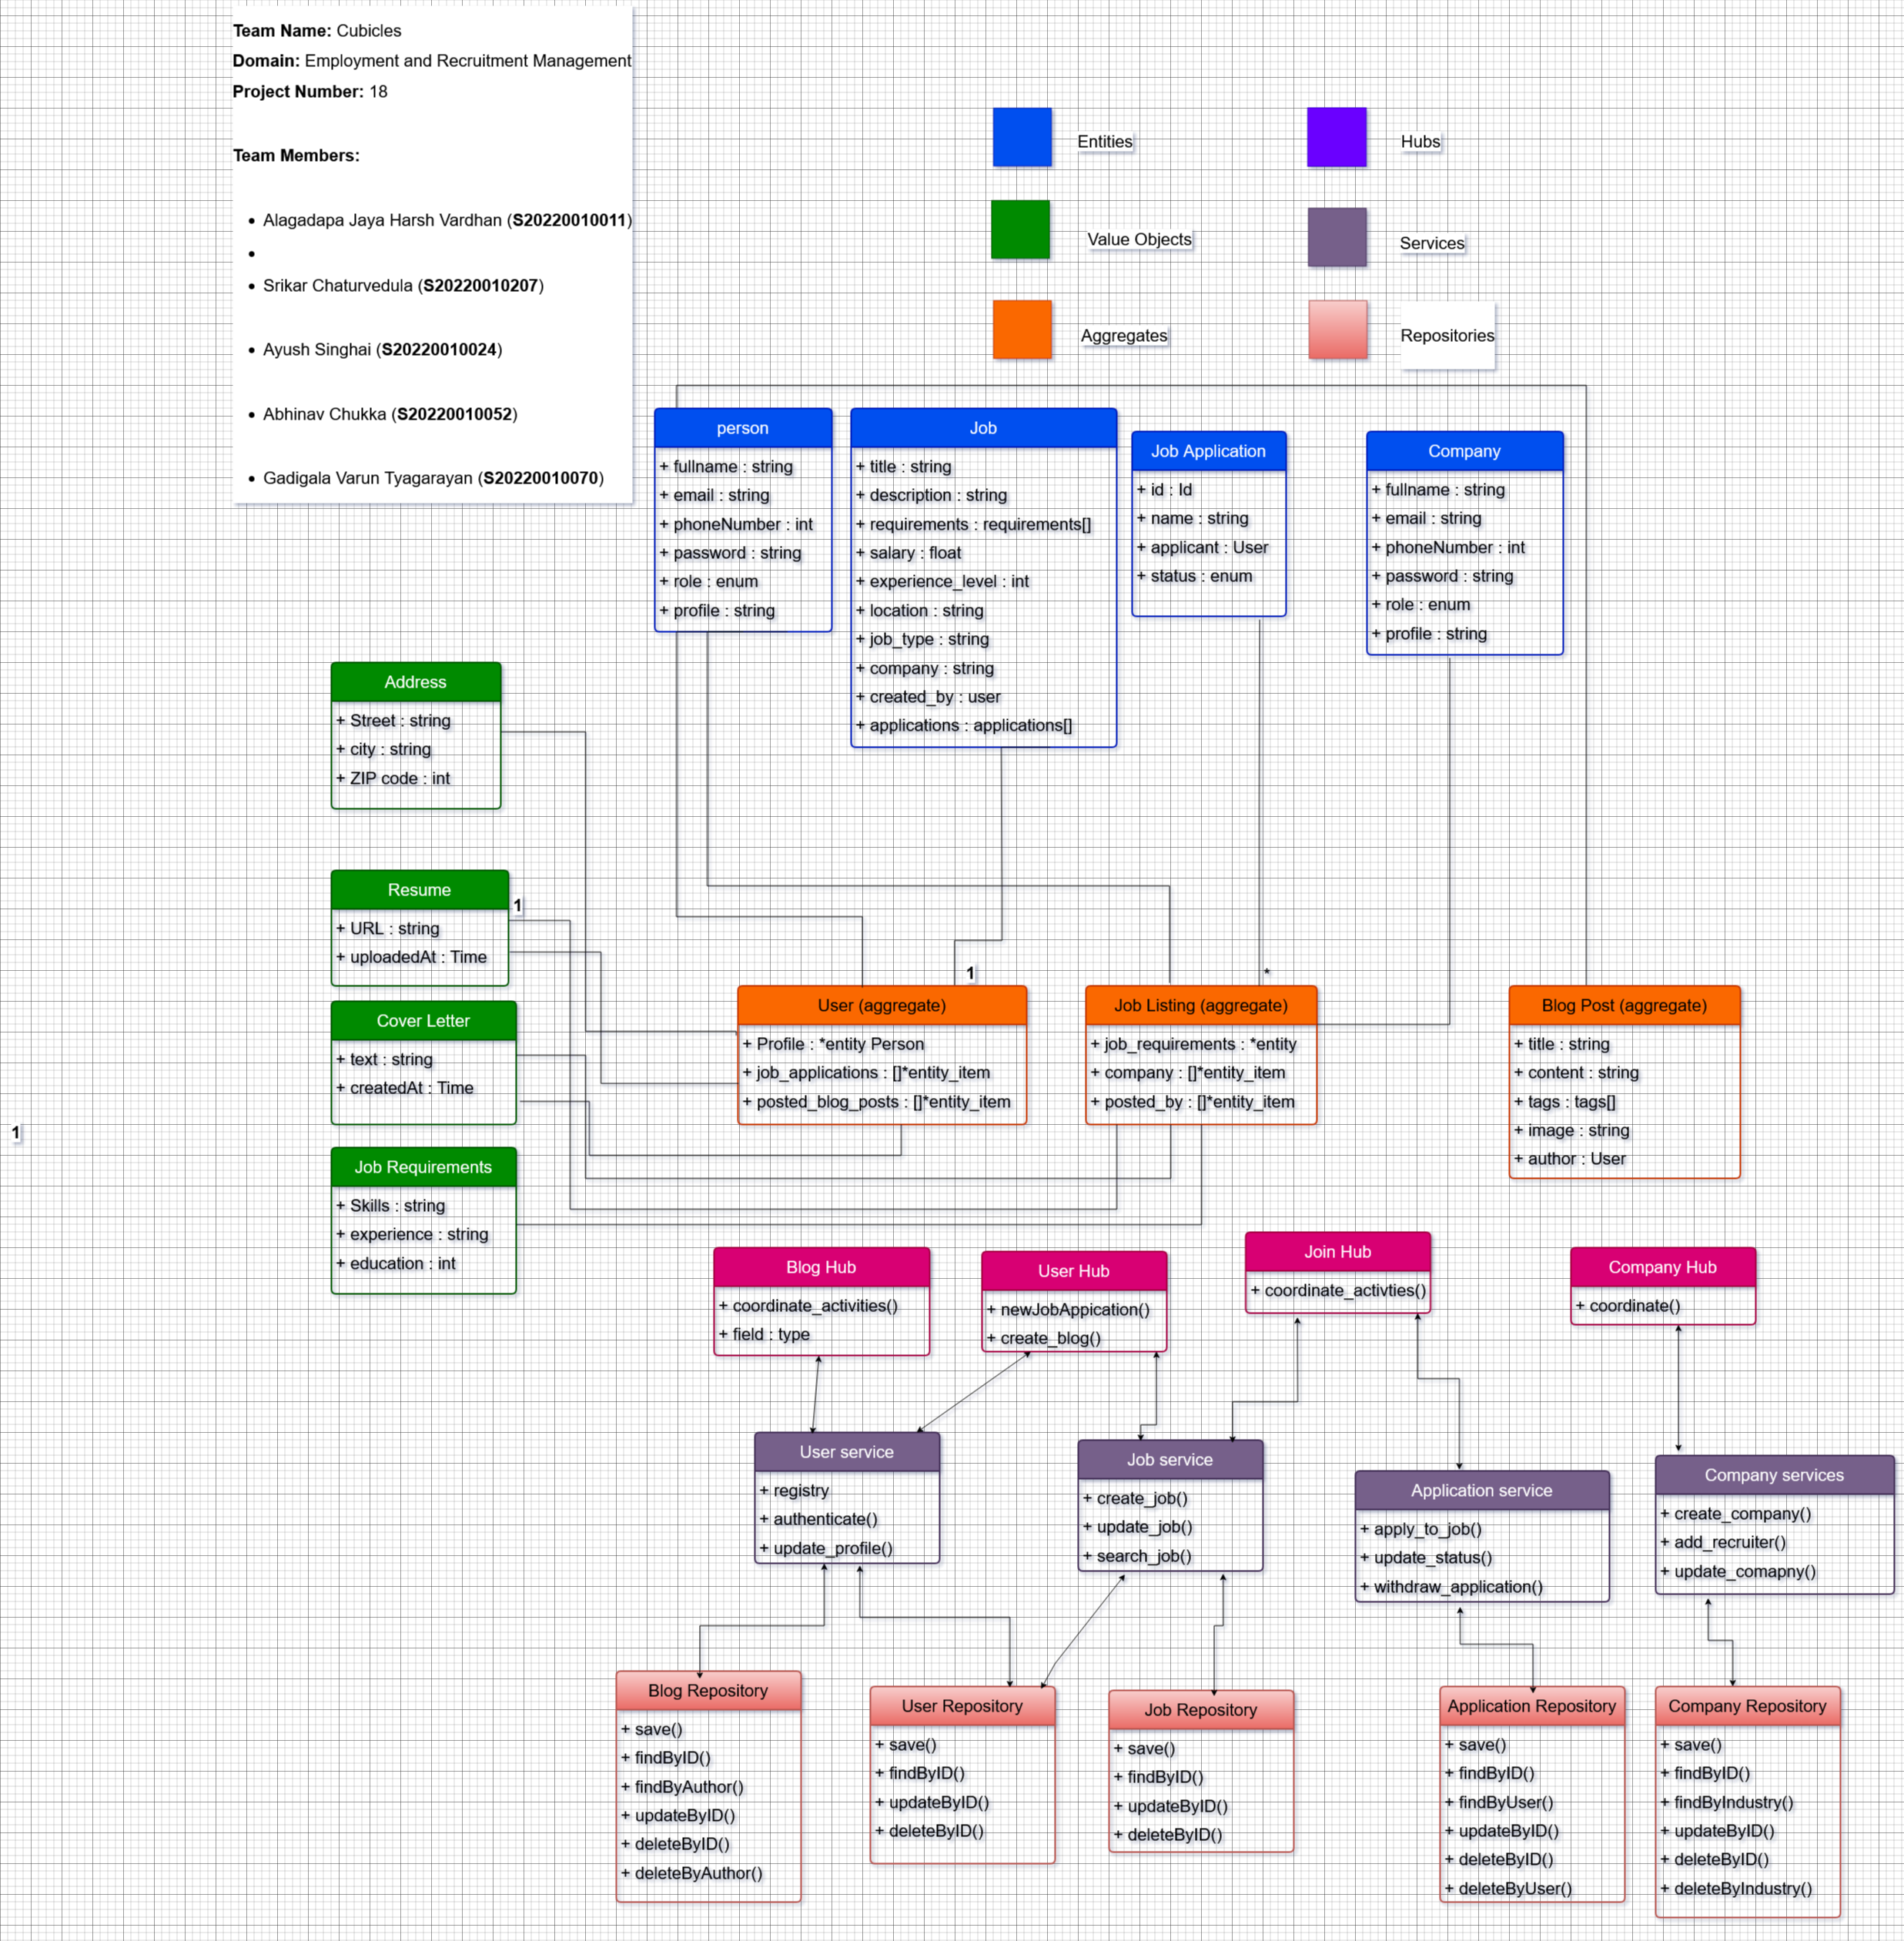 Team Name: Cubicles
Domain: Employment and Recruitment Management
Project Number: 18
Team Members:
• Alagadapa Jaya Harsh Vardhan (S20220010011)
•
• Srikar Chaturvedula (S20220010207)
• Ayush Singhai (S20220010024)
• Abhinav Chukka (S20220010052)
• Gadigala Varun Tyagarayan (S20220010070)
Entities
Hubs
Value Objects
Services
Aggregates
Repositories
person
+ fullname : string
+ email : string
+ phoneNumber : int
+ password : string
+ role : enum
+ profile : string
Job
+ title : string
+ description : string
+ requirements : requirements[]
+ salary : float
+ experience_level : int
+ location : string
+ job_type : string
+ company : string
+ created_by : user
+ applications : applications[]
Job Application
+ id : Id
+ name : string
+ applicant : User
+ status : enum
Company
+ fullname : string
+ email : string
+ phoneNumber : int
+ password : string
+ role : enum
+ profile : string
Address
+ Street : string
+ city : string
+ ZIP code : int
Resume
+ URL : string
+ uploadedAt : Time
1
Cover Letter
+ text : string
+ createdAt : Time
1
Job Requirements
+ Skills : string
+ experience : string
+ education : int
1
*
User (aggregate)
+ Profile : *entity Person
+ job_applications : []*entity_item
+ posted_blog_posts : []*entity_item
Job Listing (aggregate)
+ job_requirements : *entity
+ company : []*entity_item
+ posted_by : []*entity_item
Blog Post (aggregate)
+ title : string
+ content : string
+ tags : tags[]
+ image : string
+ author : User
Blog Hub
+ coordinate_activities()
+ field : type
User Hub
+ newJobAppication()
+ create_blog()
Join Hub
+ coordinate_activties()
Company Hub
+ coordinate()
User service
+ registry
+ authenticate()
+ update_profile()
Job service
+ create_job()
+ update_job()
+ search_job()
Application service
+ apply_to_job()
+ update_status()
+ withdraw_application()
Company services
+ create_company()
+ add_recruiter()
+ update_comapny()
Blog Repository
+ save()
+ findByID()
+ findByAuthor()
+ updateByID()
+ deleteByID()
+ deleteByAuthor()
User Repository
+ save()
+ findByID()
+ updateByID()
+ deleteByID()
Job Repository
+ save()
+ findByID()
+ updateByID()
+ deleteByID()
Application Repository
+ save()
+ findByID()
+ findByUser()
+ updateByID()
+ deleteByID()
+ deleteByUser()
Company Repository
+ save()
+ findByID()
+ findByIndustry()
+ updateByID()
+ deleteByID()
+ deleteByIndustry()